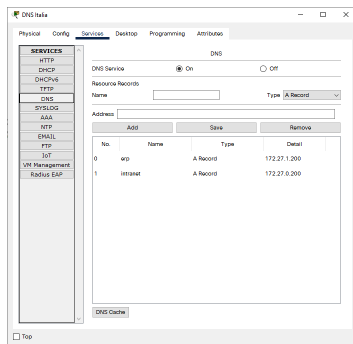 DNS Italia
Physical Config Services Desktop Programming Attributes
SERVICES
HTTP
DHCP
DHCPv6
TFTP
DNS
SYSLOG
AAA
NTP
EMAIL
FTP
IoT
VM Management
Radius EAP
DNS
DNS Service On Off
Resource Records
Name Type A Record
Address
Add Save Remove
No. Name Type Detail
0 erp A Record 172.27.1.200
1 intranet A Record 172.27.0.200
DNS Cache
Top